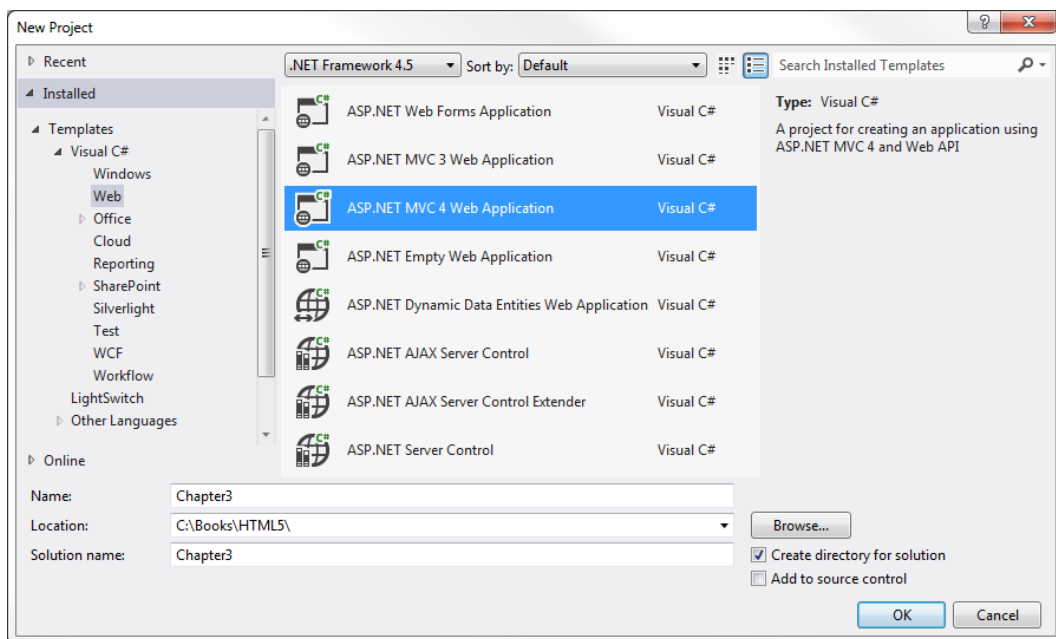 New Project
Recent
.NET Framework 4.5
Sort by: Default
Search Installed Templates
Installed
Templates
Visual C#
Windows
Web
Office
Cloud
Reporting
SharePoint
Silverlight
Test
WCF
Workflow
LightSwitch
Other Languages
Online
C# ASP.NET Web Forms Application Visual C#
C# ASP.NET MVC 3 Web Application Visual C#
C# ASP.NET MVC 4 Web Application Visual C#
C# ASP.NET Empty Web Application Visual C#
C# ASP.NET Dynamic Data Entities Web Application Visual C#
C# ASP.NET AJAX Server Control Visual C#
C# ASP.NET AJAX Server Control Extender Visual C#
C# ASP.NET Server Control Visual C#
Type: Visual C#
A project for creating an application using
ASP.NET MVC 4 and Web API
Name: Chapter3
Location: C:\Books\HTML5\
Browse...
Solution name: Chapter3
Create directory for solution
Add to source control
OK
Cancel